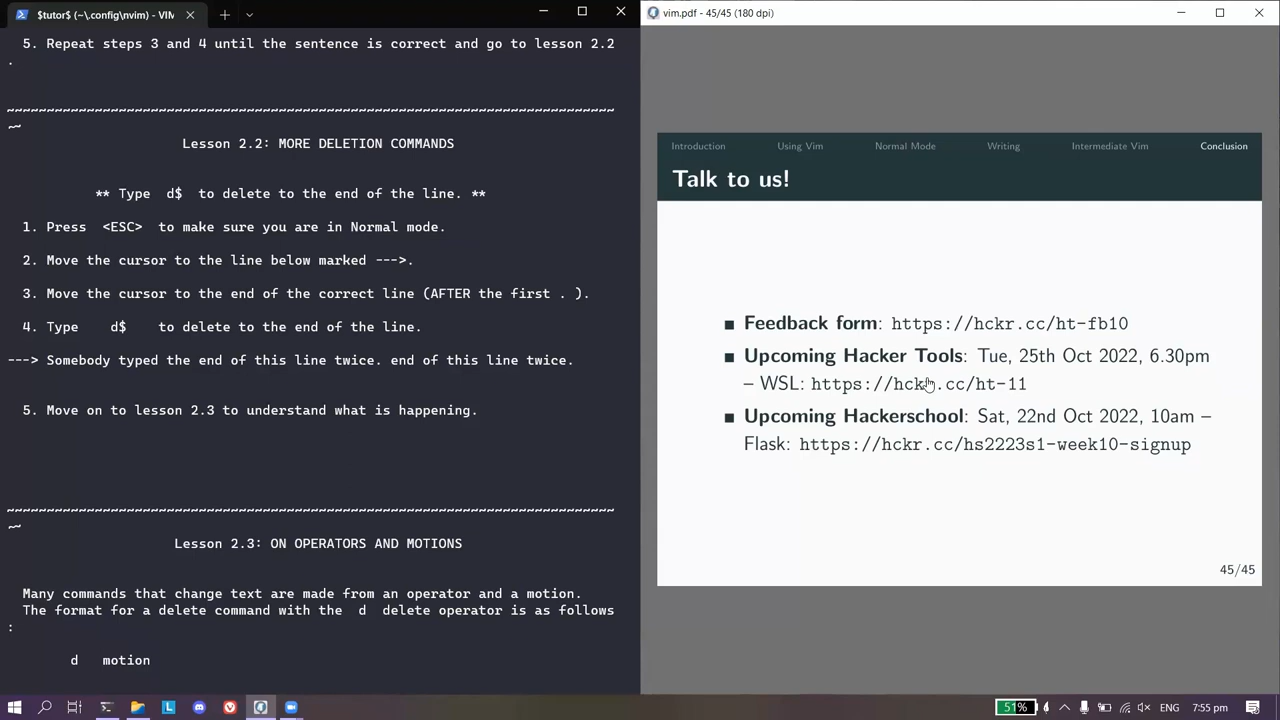 $tutor$ (~\.config\nvim) - VIM
5. Repeat steps 3 and 4 until the sentence is correct and go to lesson 2.2
.
~~~~~~~~~~~~~~~~~~~~~~~~~~~~~~~~~~~~~~~~~~~~~~~~~~~~~~~~~~~~~~~~~~~~~~~~~~~~
~~
Lesson 2.2: MORE DELETION COMMANDS
** Type d$ to delete to the end of the line. **
1. Press <ESC> to make sure you are in Normal mode.
2. Move the cursor to the line below marked --->.
3. Move the cursor to the end of the correct line (AFTER the first . ).
4. Type d$ to delete to the end of the line.
---> Somebody typed the end of this line twice. end of this line twice.
5. Move on to lesson 2.3 to understand what is happening.
~~~~~~~~~~~~~~~~~~~~~~~~~~~~~~~~~~~~~~~~~~~~~~~~~~~~~~~~~~~~~~~~~~~~~~~~~~~~
~~
Lesson 2.3: ON OPERATORS AND MOTIONS
Many commands that change text are made from an operator and a motion.
The format for a delete command with the d delete operator is as follows
:
d motion
vim.pdf - 45/45 (180 dpi)
Introduction Using Vim Normal Mode Writing Intermediate Vim Conclusion
Talk to us!
Feedback form: https://hckr.cc/ht-fb10
Upcoming Hacker Tools: Tue, 25th Oct 2022, 6.30pm
– WSL: https://hckr.cc/ht-11
Upcoming Hackerschool: Sat, 22nd Oct 2022, 10am –
Flask: https://hckr.cc/hs2223s1-week10-signup
45/45
51% ENG 7:55 pm